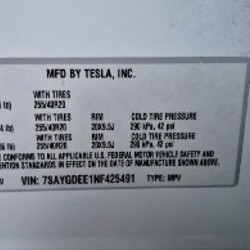 MFD BY TESLA, INC.
WITH TIRES
255/40R20
WITH TIRES RIM COLD TIRE PRESSURE
255/40R20 20X9.5J 290 kPa, 42 psi
WITH TIRES RIM COLD TIRE PRESSURE
255/40R20 20X9.5J 290 kPa, 42 psi
CONFORMS TO ALL APPLICABLE U.S. FEDERAL MOTOR VEHICLE SAFETY AND
PREVENTION STANDARDS IN EFFECT ON THE DATE OF MANUFACTURE SHOWN ABOVE.
VIN: 7SAYGDEE1NF425491 TYPE: MPV